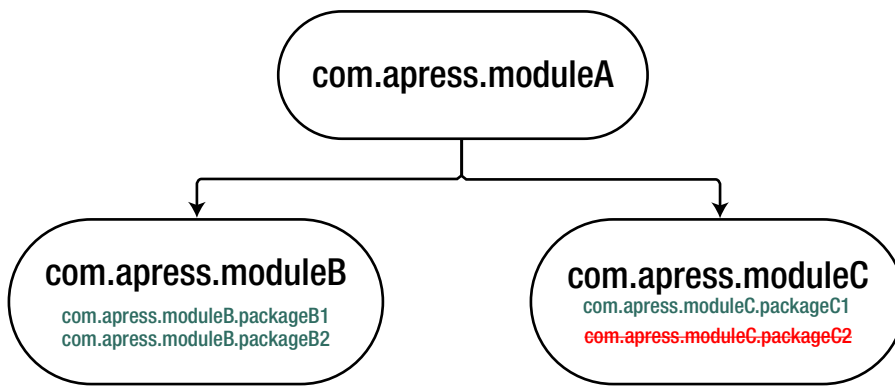 com.apress.moduleA
com.apress.moduleB
com.apress.moduleB.packageB1
com.apress.moduleB.packageB2
com.apress.moduleC
com.apress.moduleC.packageC1
com.apress.moduleC.packageC2